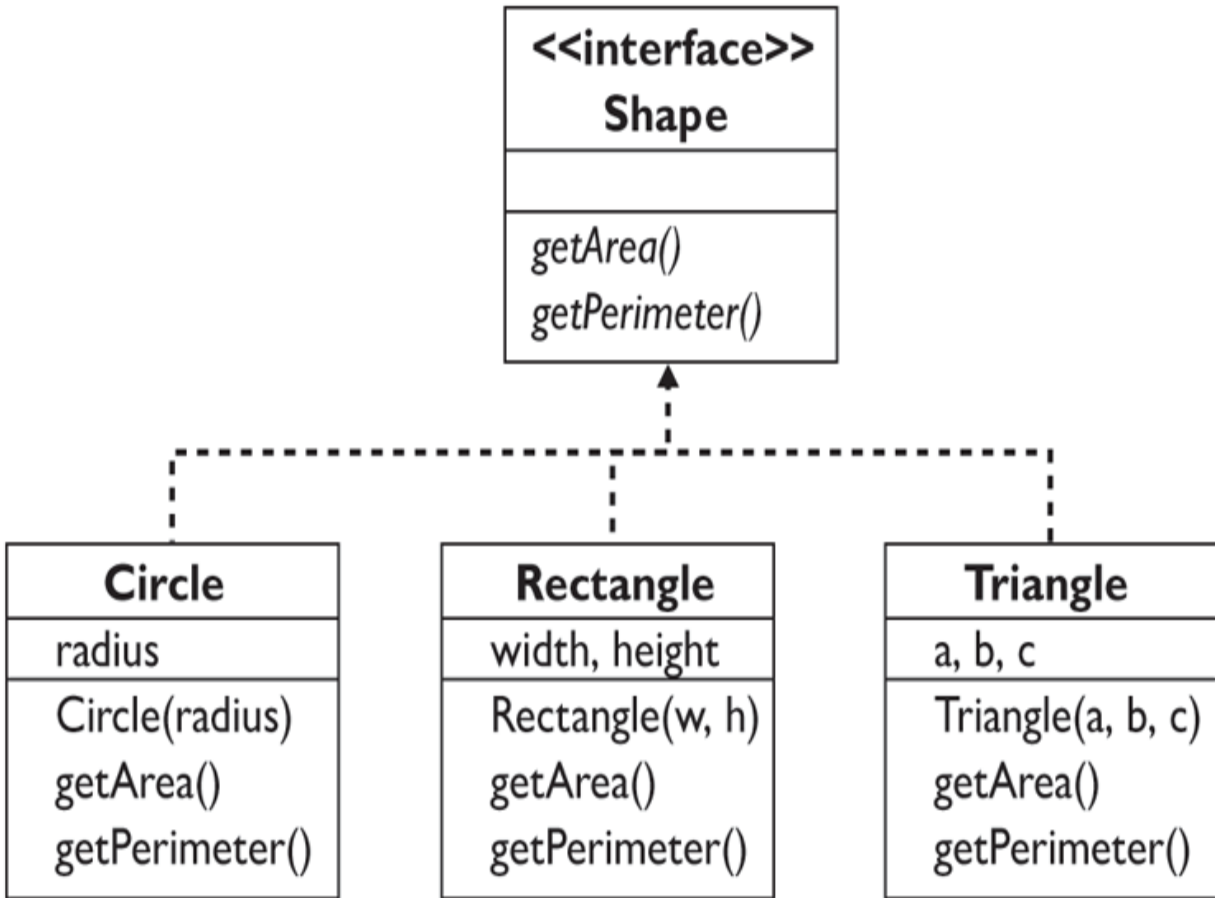 <<interface>>
Shape
getArea()
getPerimeter()
Circle
radius
Circle(radius)
getArea()
getPerimeter()
Rectangle
width, height
Rectangle(w, h)
getArea()
getPerimeter()
Triangle
a, b, c
Triangle(a, b, c)
getArea()
getPerimeter()